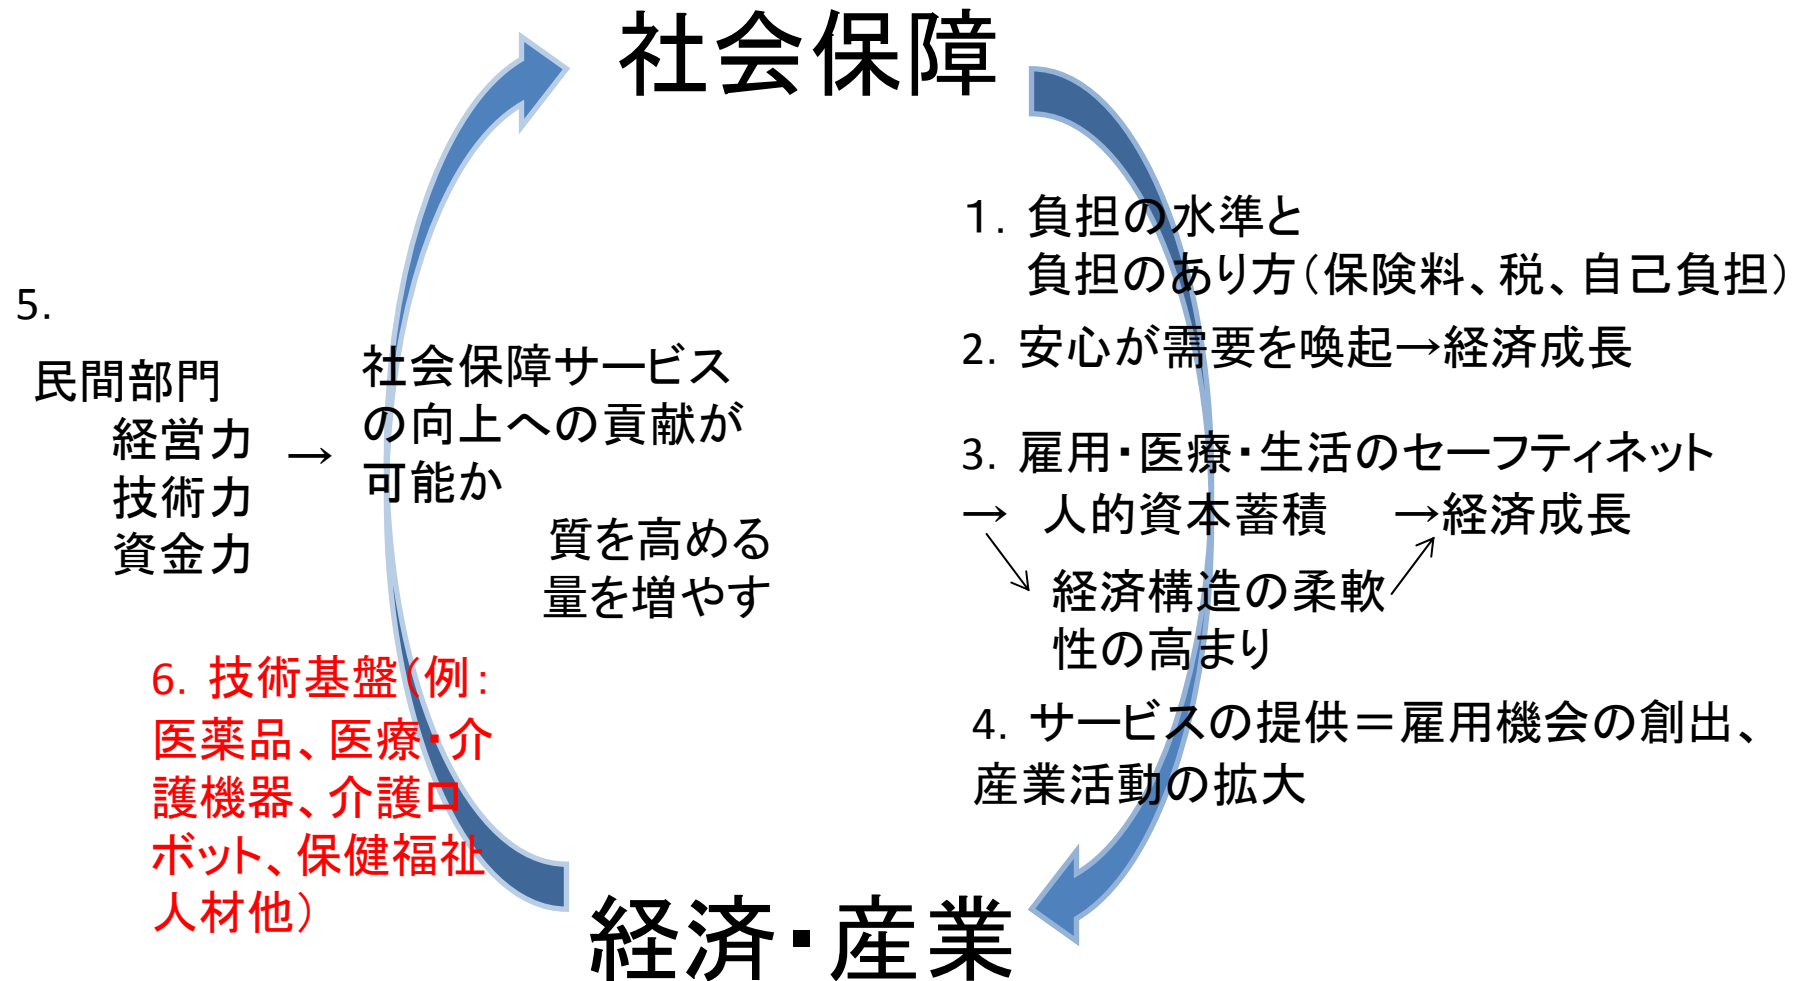 社会保障
1. 負担の水準と
負担のあり方（保険料、税、自己負担）
2. 安心が需要を喚起→経済成長
3. 雇用・医療・生活のセーフティネット
→ 人的資本蓄積 →経済成長
経済構造の柔軟
性の高まり
4. サービスの提供＝雇用機会の創出、
産業活動の拡大
5.
民間部門
経営力
技術力
資金力
→
社会保障サービス
の向上への貢献が
可能か
質を高める
量を増やす
6. 技術基盤（例：
医薬品、医療・介
護機器、介護ロ
ボット、保健福祉
人材他）
経済・産業